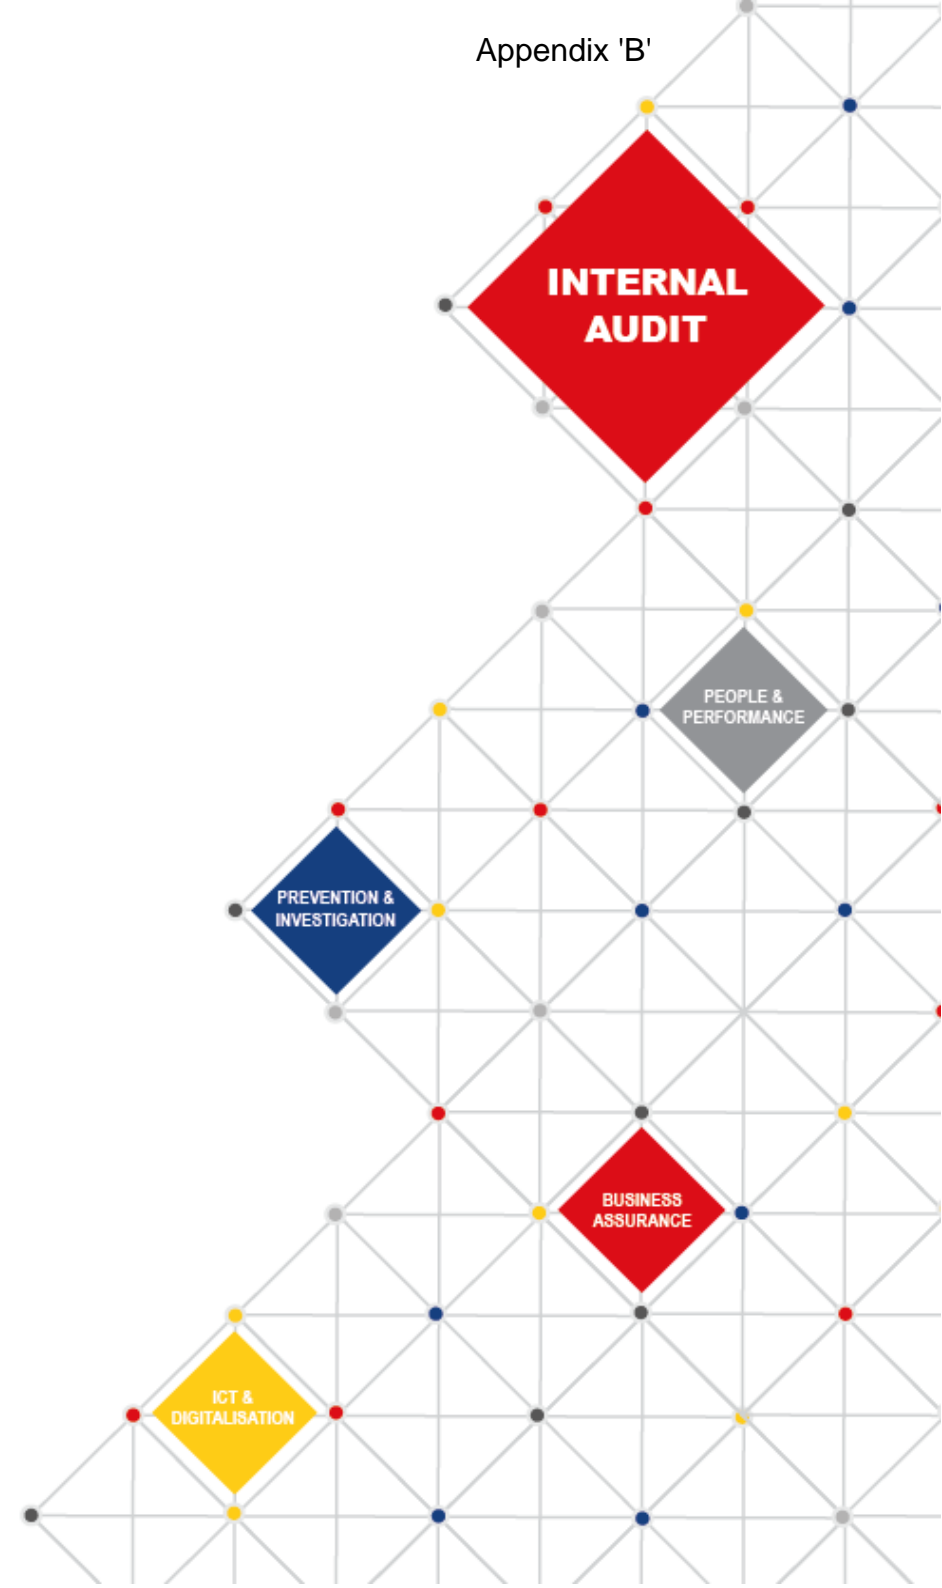 Appendix 'B'
INTERNAL
AUDIT
PEOPLE &
PERFORMANCE
PREVENTION &
INVESTIGATION
BUSINESS
ASSURANCE
ICT &
DIGITALISATION